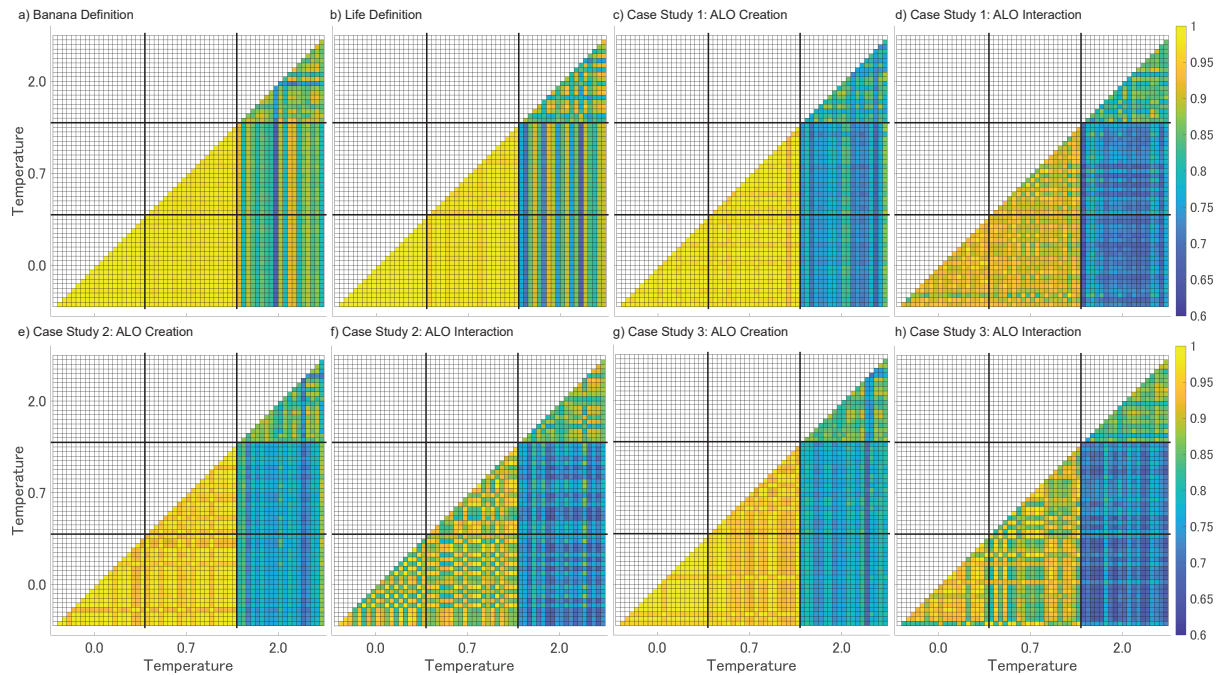 a) Banana Definition
b) Life Definition
c) Case Study 1: ALO Creation
d) Case Study 1: ALO Interaction
Temperature
2.0
0.7
0.0
1
0.95
0.9
0.85
0.8
0.75
0.7
0.65
0.6
e) Case Study 2: ALO Creation
f) Case Study 2: ALO Interaction
g) Case Study 3: ALO Creation
h) Case Study 3: ALO Interaction
Temperature
2.0
0.7
0.0
1
0.95
0.9
0.85
0.8
0.75
0.7
0.65
0.6
0.0 0.7 2.0
0.0 0.7 2.0
0.0 0.7 2.0
0.0 0.7 2.0
Temperature
Temperature
Temperature
Temperature